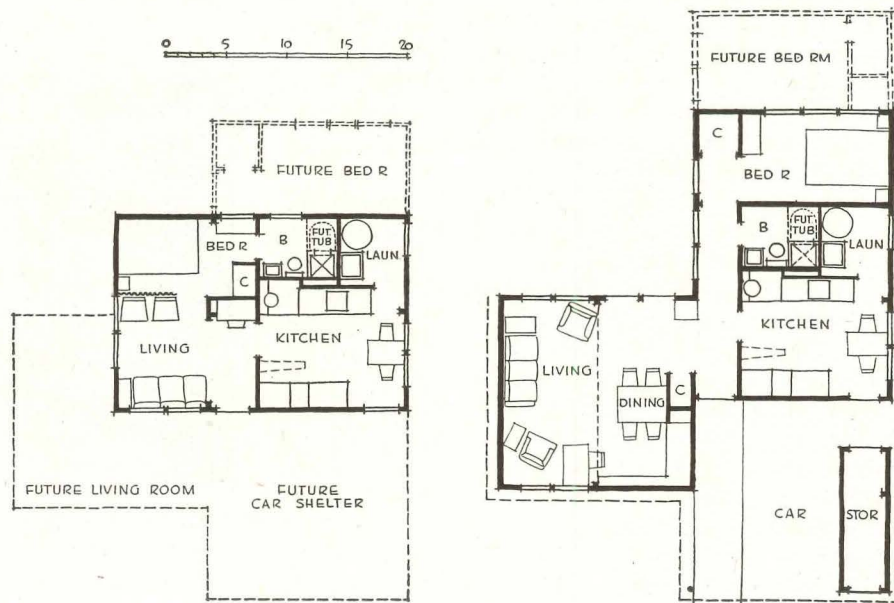 0 5 10 15 20
FUTURE BED R
BED R
B
FUT.
TUB
LAUN
C
LIVING
KITCHEN
FUTURE LIVING ROOM
FUTURE
CAR SHELTER
FUTURE BED RM
C
BED R
B
FUT.
TUB
LAUN
KITCHEN
LIVING
DINING
C
CAR
STOR